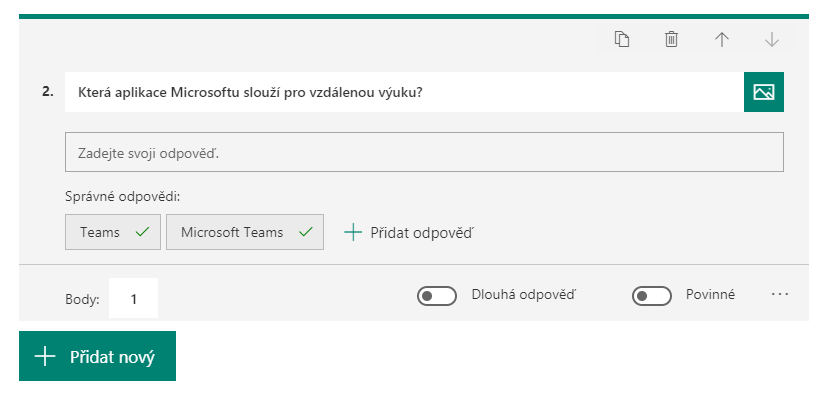 2. Která aplikace Microsoftu slouží pro vzdálenou výuku?
Zadejte svoji odpověď.
Správné odpovědi:
Teams Microsoft Teams Přidat odpověď
Body: 1 Dlouhá odpověď Povinné ...
Přidat nový